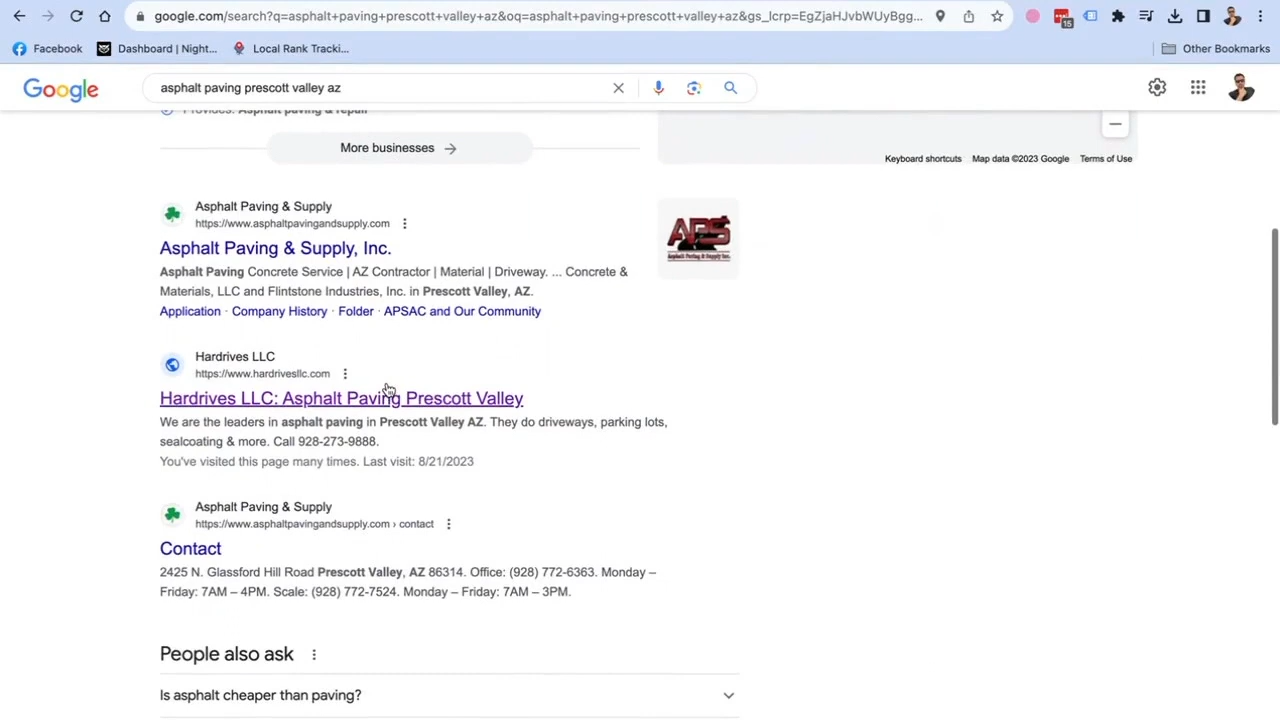 google.com/search?q=asphalt+paving+prescott+valley+az&oq=asphalt+paving+prescott+valley+az&gs_lcrp=EgZjaHJvbWUyBgg...
15
Facebook
Dashboard | Night...
Local Rank Tracki...
Other Bookmarks
Google
asphalt paving prescott valley az
Provides: Asphalt paving & repair
More businesses
Keyboard shortcuts
Map data ©2023 Google
Terms of Use
Asphalt Paving & Supply
https://www.asphaltpavingandsupply.com
Asphalt Paving & Supply, Inc.
Asphalt Paving Concrete Service | AZ Contractor | Material | Driveway. ... Concrete &
Materials, LLC and Flintstone Industries, Inc. in Prescott Valley, AZ.
Application · Company History · Folder · APSAC and Our Community
APS
Asphalt Paving & Supply Inc.
Hardrives LLC
https://www.hardrivesllc.com
Hardrives LLC: Asphalt Paving Prescott Valley
We are the leaders in asphalt paving in Prescott Valley AZ. They do driveways, parking lots,
sealcoating & more. Call 928-273-9888.
You've visited this page many times. Last visit: 8/21/2023
Asphalt Paving & Supply
https://www.asphaltpavingandsupply.com › contact
Contact
2425 N. Glassford Hill Road Prescott Valley, AZ 86314. Office: (928) 772-6363. Monday –
Friday: 7AM – 4PM. Scale: (928) 772-7524. Monday – Friday: 7AM – 3PM.
People also ask
Is asphalt cheaper than paving?